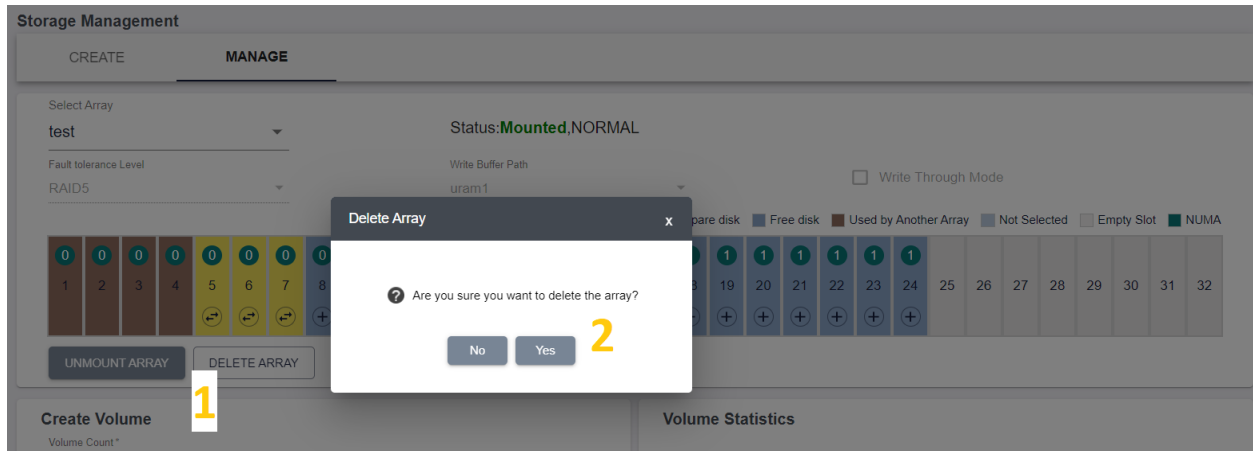 Storage Management
CREATE MANAGE
Select Array
test
Status:Mounted,NORMAL
Fault tolerance Level
RAID5
Write Buffer Path
uram1
Write Through Mode
Delete Array x
pare disk Free disk Used by Another Array Not Selected Empty Slot NUMA
0 0 0 0 0 0 0 0 1 1 1 1 1 1
1 2 3 4 5 6 7 8 19 20 21 22 23 24 25 26 27 28 29 30 31 32
Are you sure you want to delete the array?
No Yes 2
UNMOUNT ARRAY DELETE ARRAY
1
Create Volume
Volume Count*
Volume Statistics